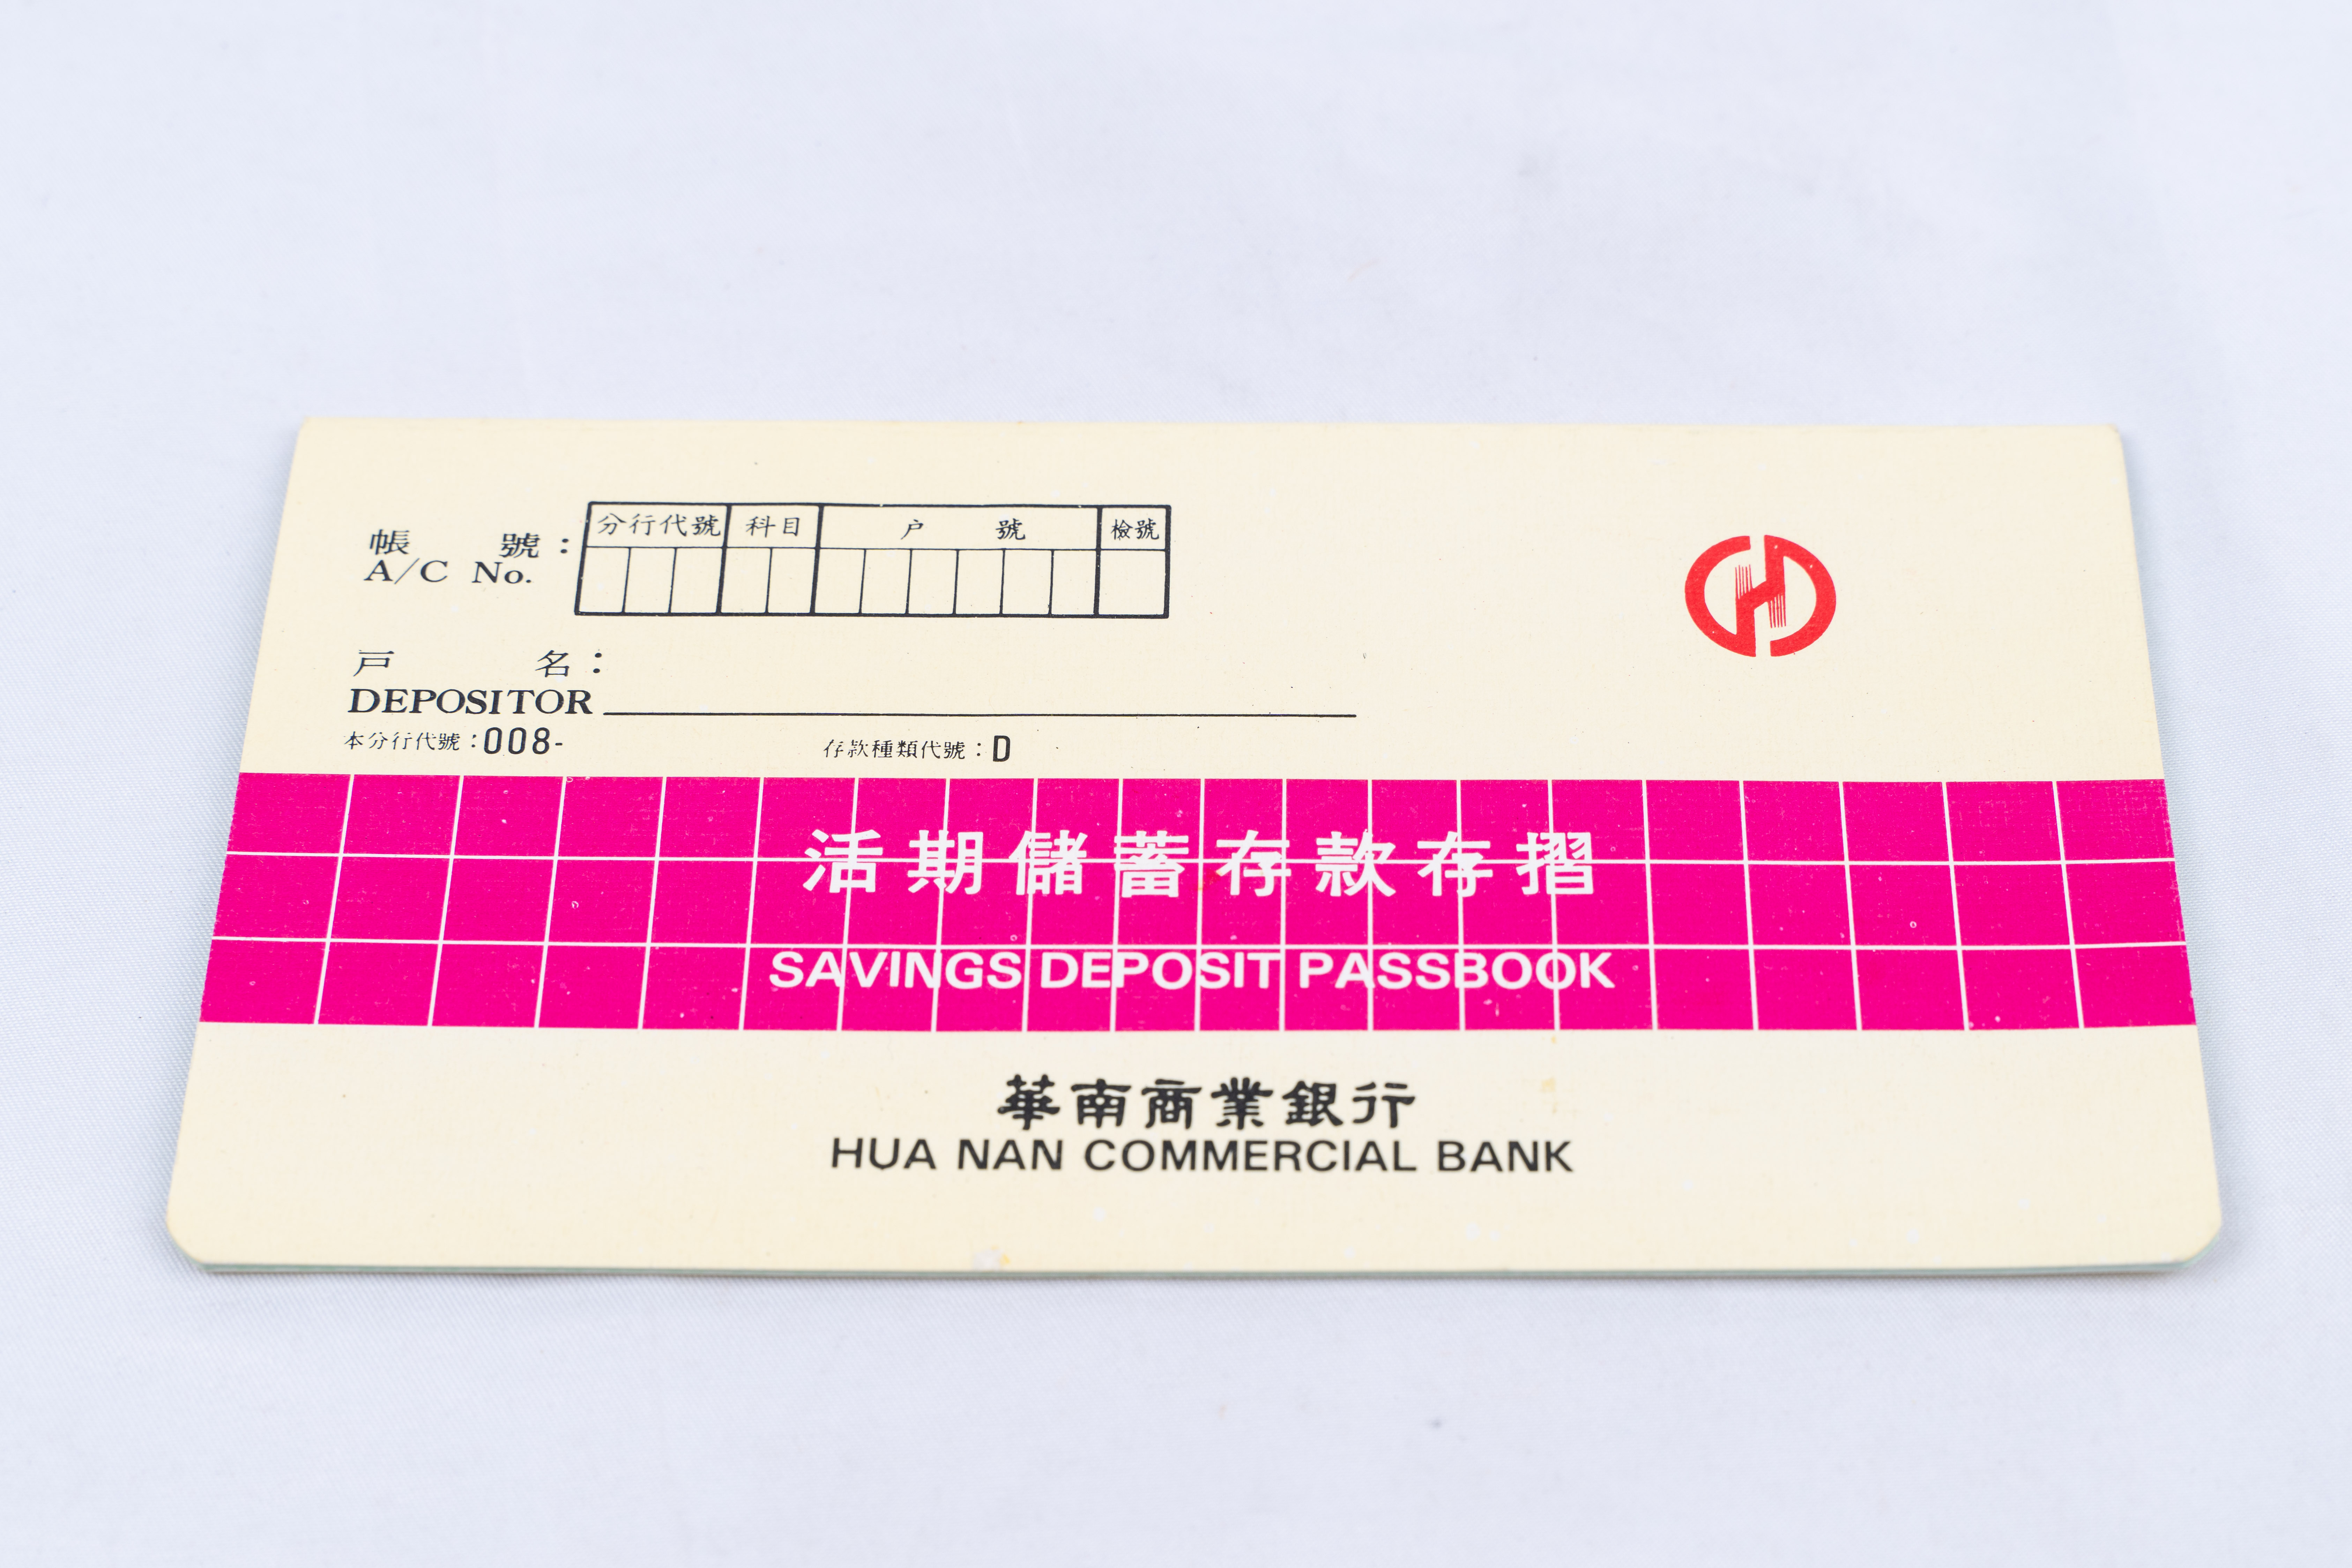 分行代號 科目 戶 號 檢號
帳 號：
A/C No.
戶 名：
DEPOSITOR
本分行代號：008- 存款種類代號：D
活期儲蓄存款存摺
SAVINGS DEPOSIT PASSBOOK
華南商業銀行
HUA NAN COMMERCIAL BANK